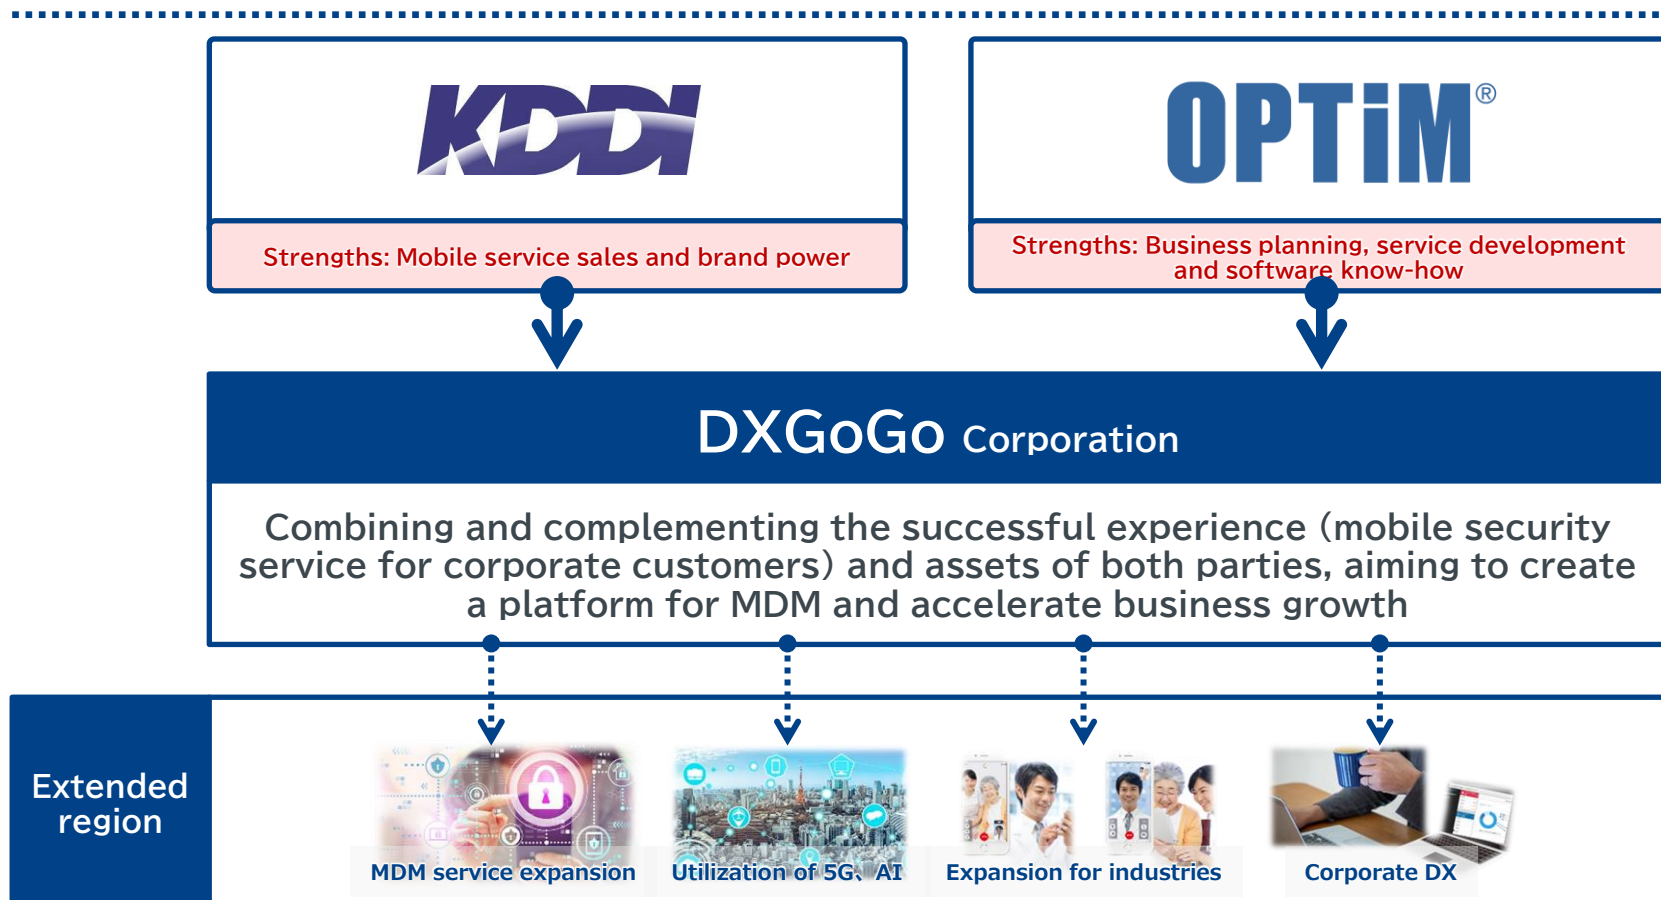 KDDI
OPTiM®
Strengths: Mobile service sales and brand power
Strengths: Business planning, service development
and software know-how
DXGoGo Corporation
Combining and complementing the successful experience (mobile security
service for corporate customers) and assets of both parties, aiming to create
a platform for MDM and accelerate business growth
Extended
region
MDM service expansion
Utilization of 5G、AI
Expansion for industries
Corporate DX